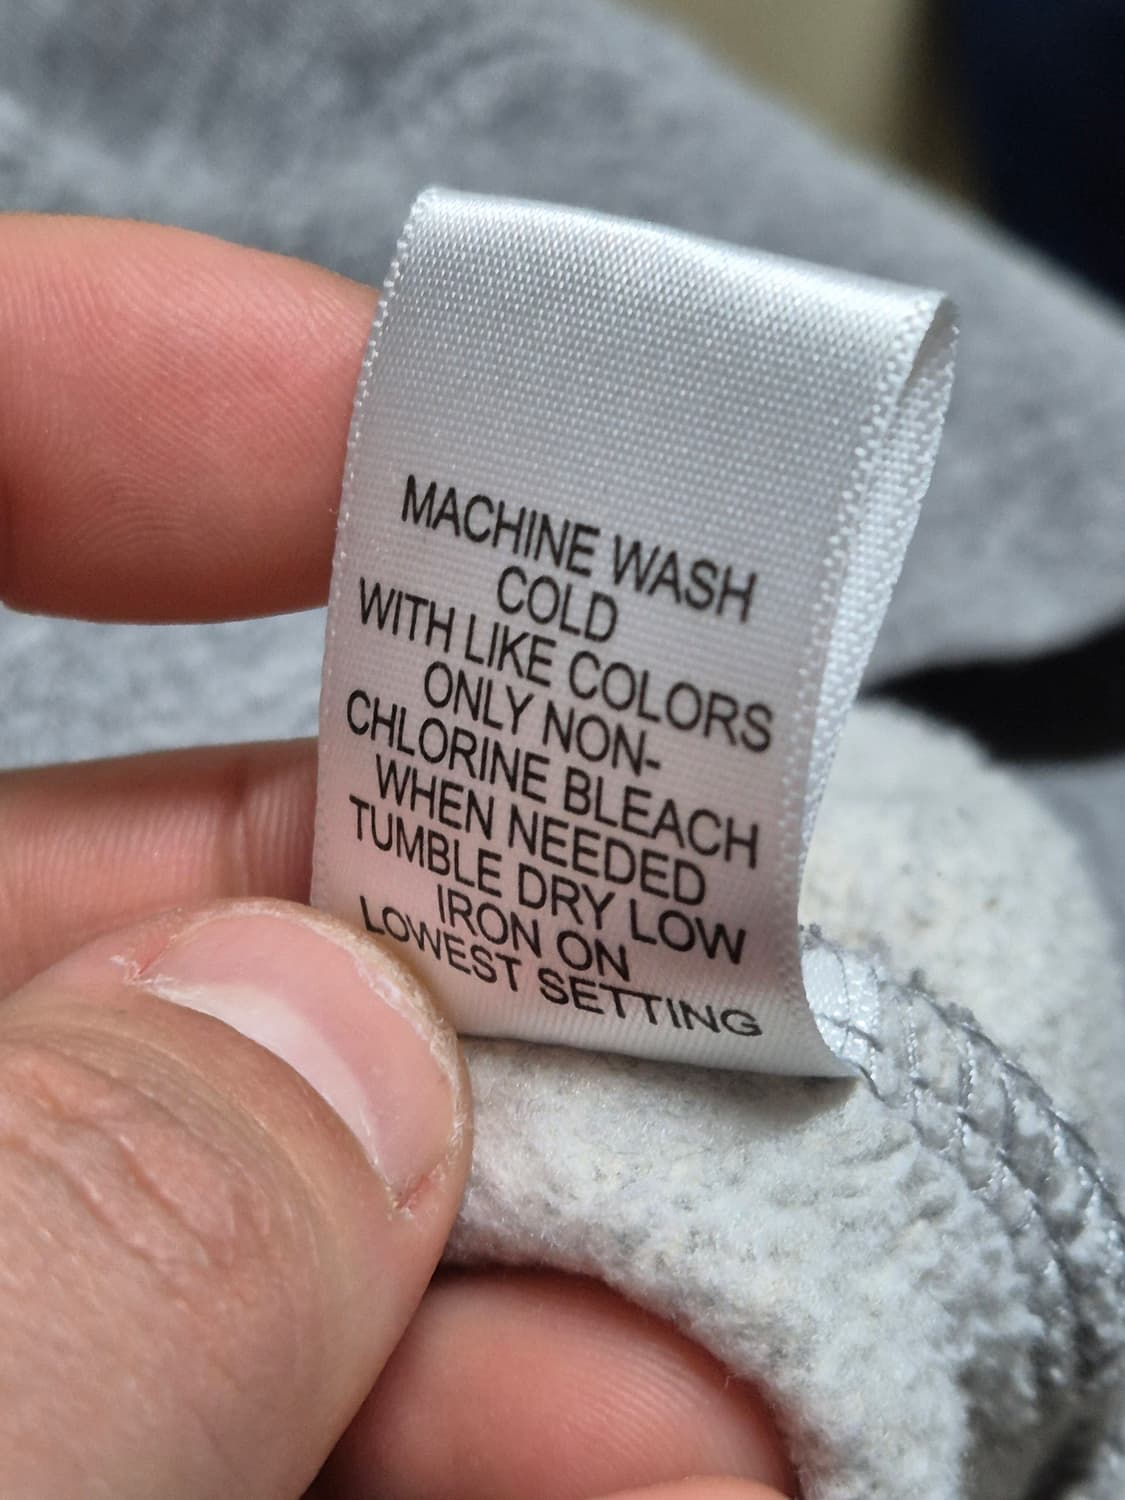 MACHINE WASH
COLD
WITH LIKE COLORS
ONLY NON-
CHLORINE BLEACH
WHEN NEEDED
TUMBLE DRY LOW
IRON ON
LOWEST SETTING